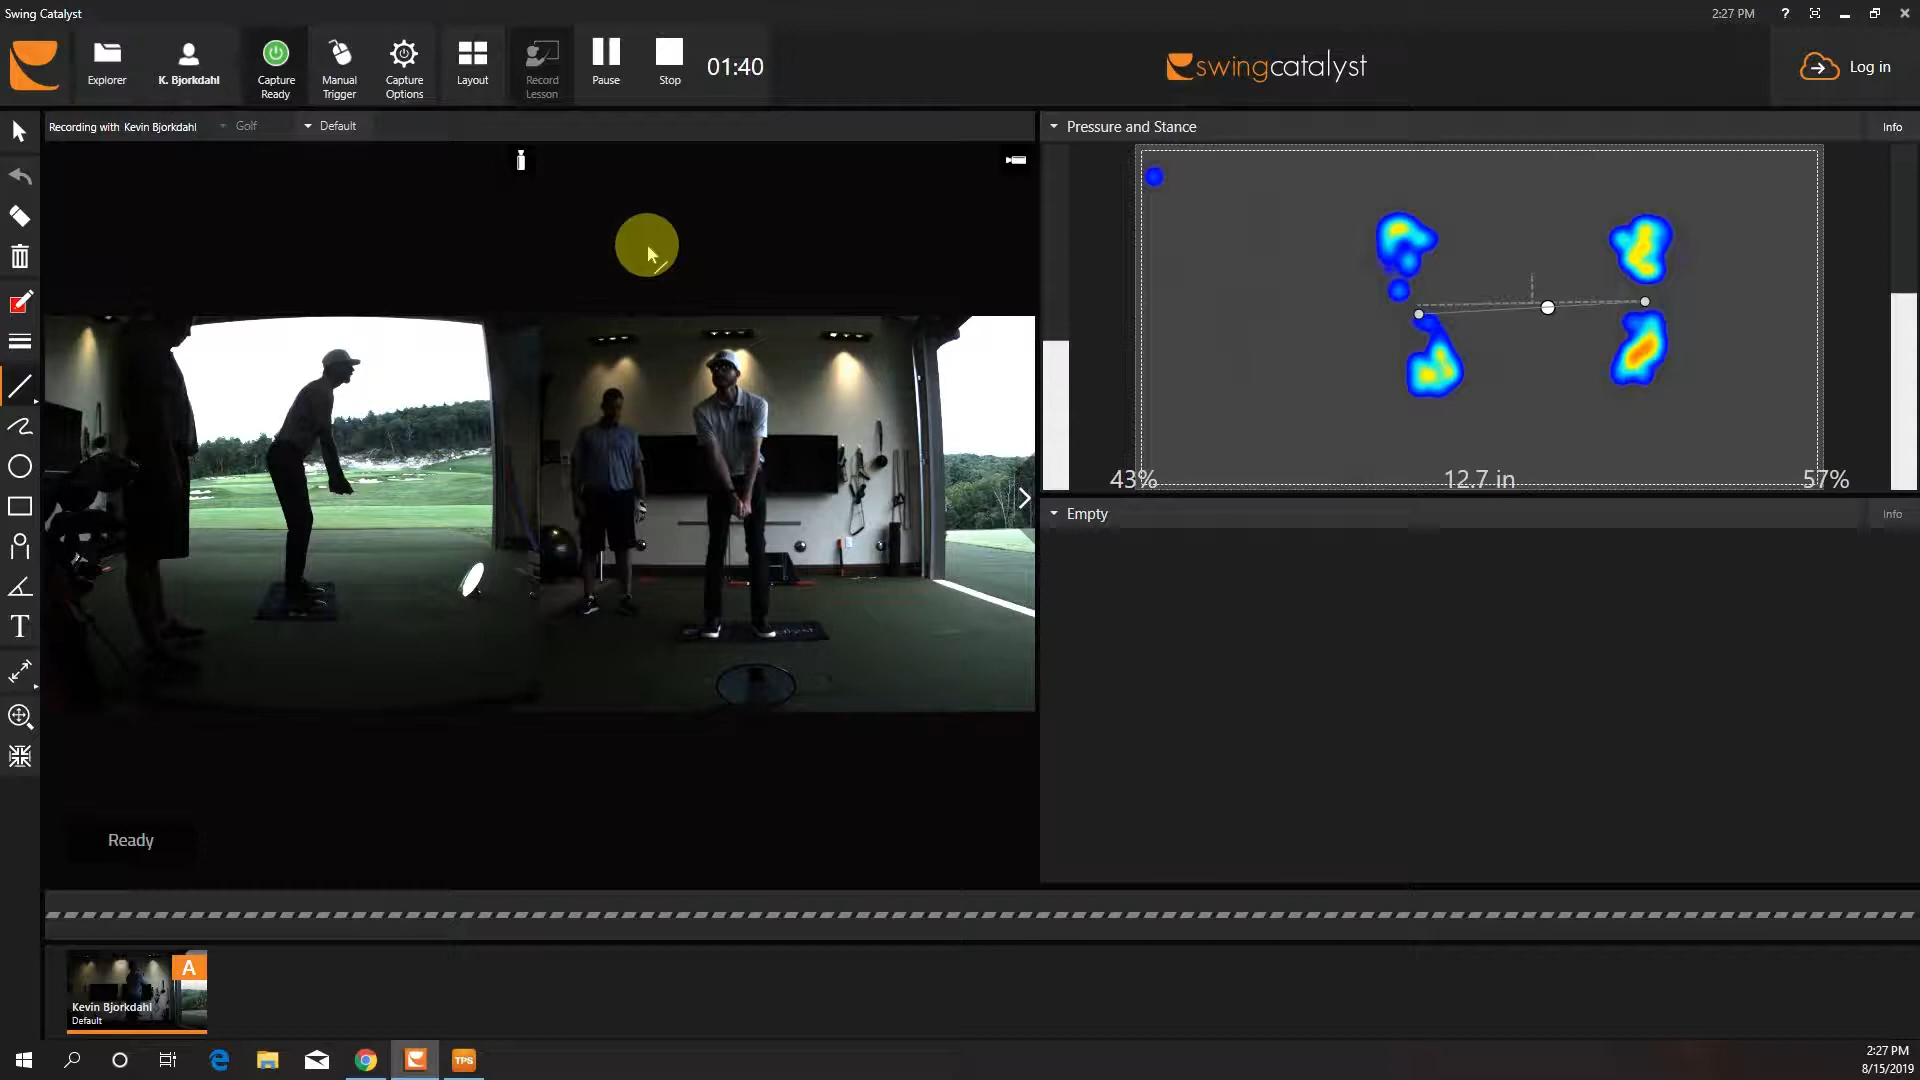 Swing Catalyst
2:27 PM
?
Explorer
K. Bjorkdahl
Capture
Ready
Manual
Trigger
Capture
Options
Layout
Record
Lesson
Pause
Stop
01:40
swingcatalyst
Log in
Recording with Kevin Bjorkdahl
Golf
Default
Pressure and Stance
Info
43%
12.7 in
57%
Empty
Info
T
Ready
A
Kevin Bjorkdahl
Default
TPS
2:27 PM
8/15/2019